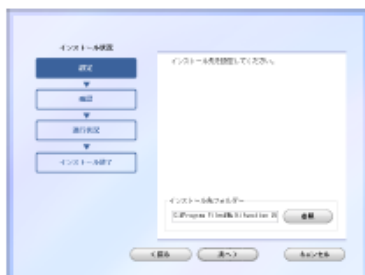 インストール状況
設定
インストール先を設定してください。
確認
進行状況
インストール終了
インストール先フォルダー
参照
<戻る
次へ>
キャンセル